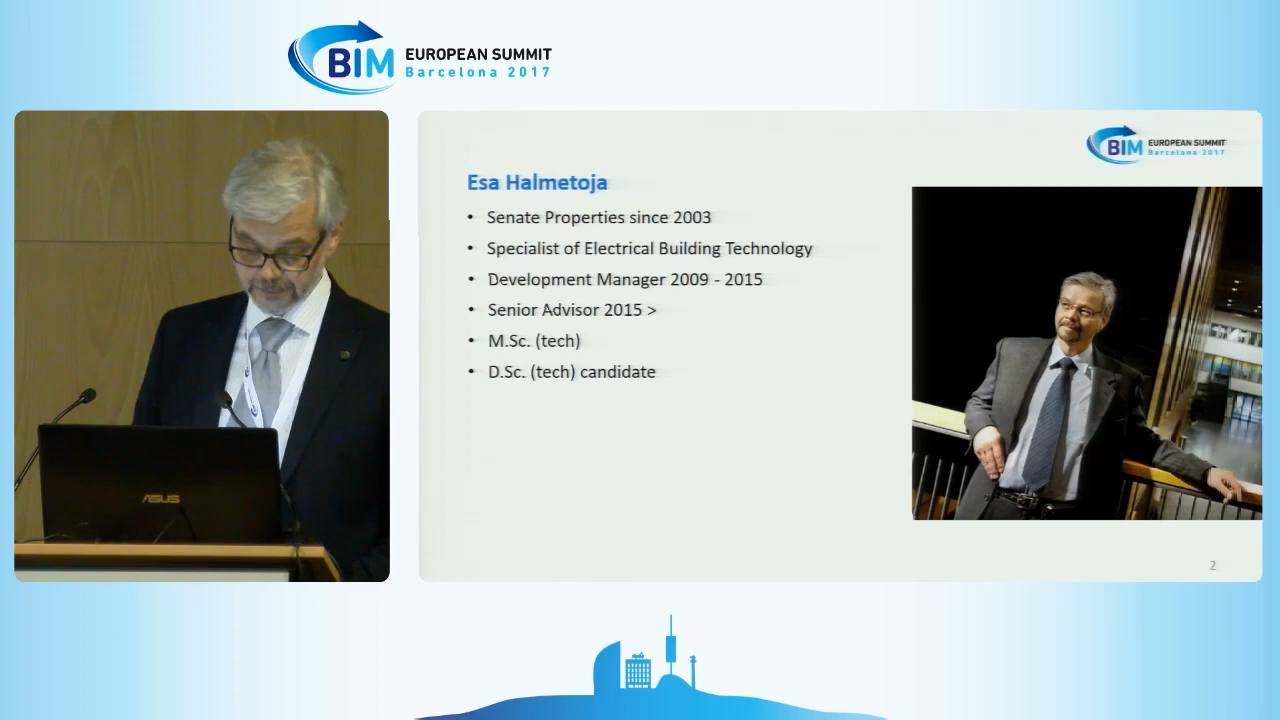 BIM EUROPEAN SUMMIT
Barcelona 2017
BIM EUROPEAN SUMMIT
Barcelona 2017
Esa Halmetoja
• Senate Properties since 2003
• Specialist of Electrical Building Technology
• Development Manager 2009 - 2015
• Senior Advisor 2015 >
• M.Sc. (tech)
• D.Sc. (tech) candidate
ASUS
2